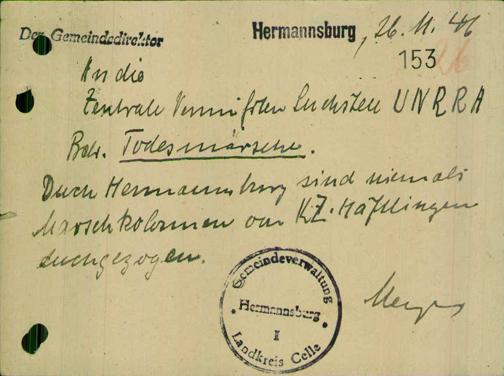 Der Gemeindedirektor
Hermannsburg, 26.11.46
153
An die
Zentrale Vermißten Suchstelle UNRRA
Betr. Todesmärsche.
Durch Hermannsburg sind niemals
Marschkolonnen von KZ-Häftlingen
durchgezogen.
Gemeindeverwaltung
Hermannsburg
I
Landkreis Celle